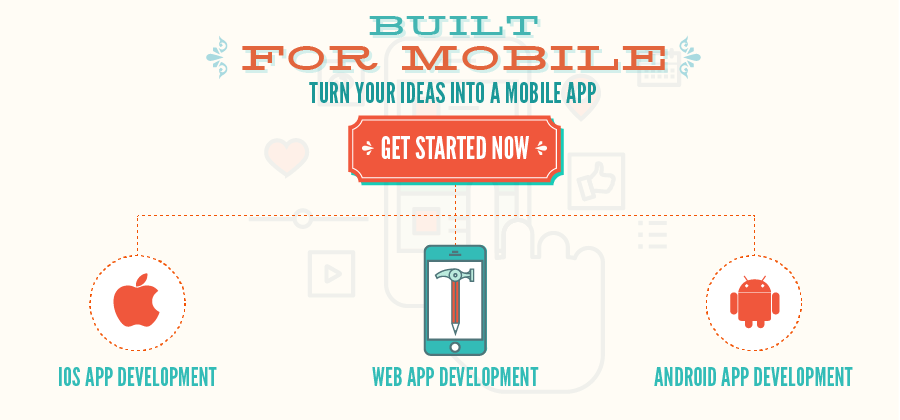 BUILT
FOR MOBILE
TURN YOUR IDEAS INTO A MOBILE APP
GET STARTED NOW
IOS APP DEVELOPMENT
WEB APP DEVELOPMENT
ANDROID APP DEVELOPMENT